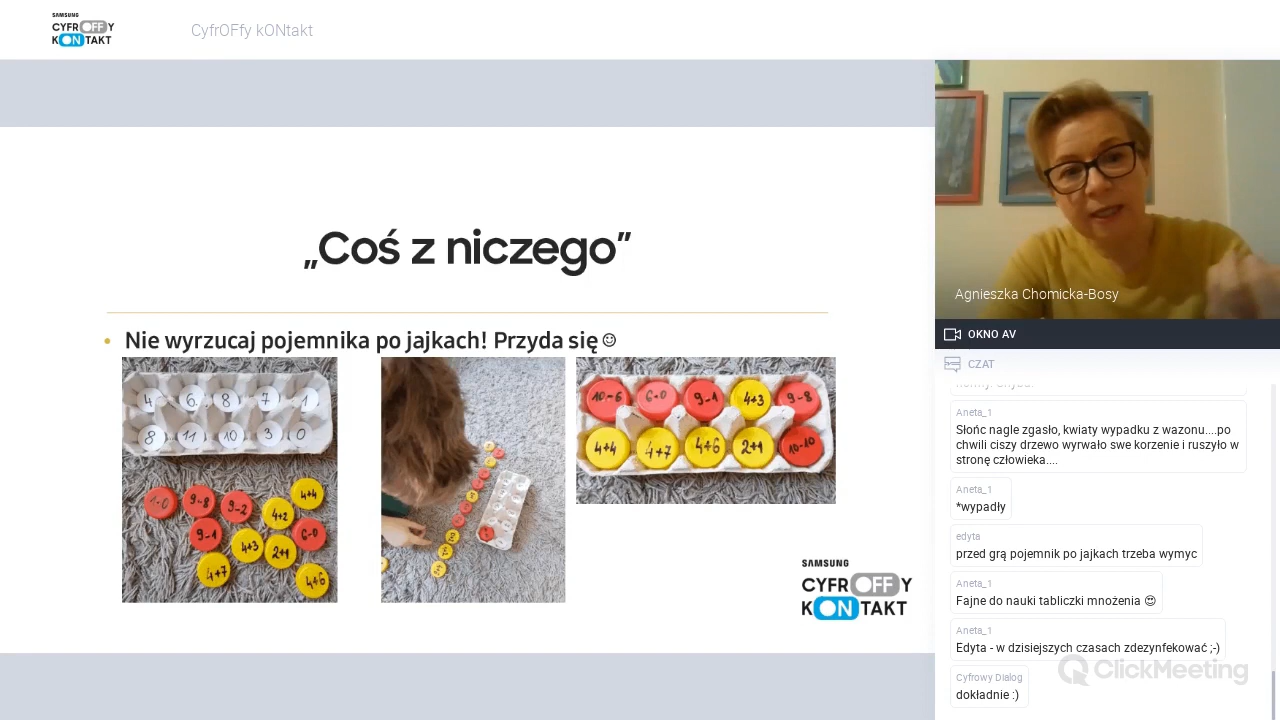 SAMSUNG
CYFROFFY
KONTAKT
CyfrOFfy kONtakt
„Coś z niczego”
• Nie wyrzucaj pojemnika po jajkach! Przyda się☺
4 6 8 7 1
8 11 10 3 0
1-0 9-8 9-2 4+2 4+4
9-1 4+3 2+1 6-0
4+7 4+6
10-6 6-0 9-1 4+3 9-8
4+4 4+7 4+6 2+1 10-10
SAMSUNG
CYFROFFY
KONTAKT
Agnieszka Chomicka-Bosy
OKNO AV
CZAT
Aneta_1
Słońc nagle zgasło, kwiaty wypadku z wazonu....po
chwili ciszy drzewo wyrwało swe korzenie i ruszyło w
stronę człowieka....
Aneta_1
*wypadły
edyta
przed grą pojemnik po jajkach trzeba wymyc
Aneta_1
Fajne do nauki tabliczki mnożenia 😍
Aneta_1
Edyta - w dzisiejszych czasach zdezynfekować ;-)
Cyfrowy Dialog
dokładnie :)
ClickMeeting